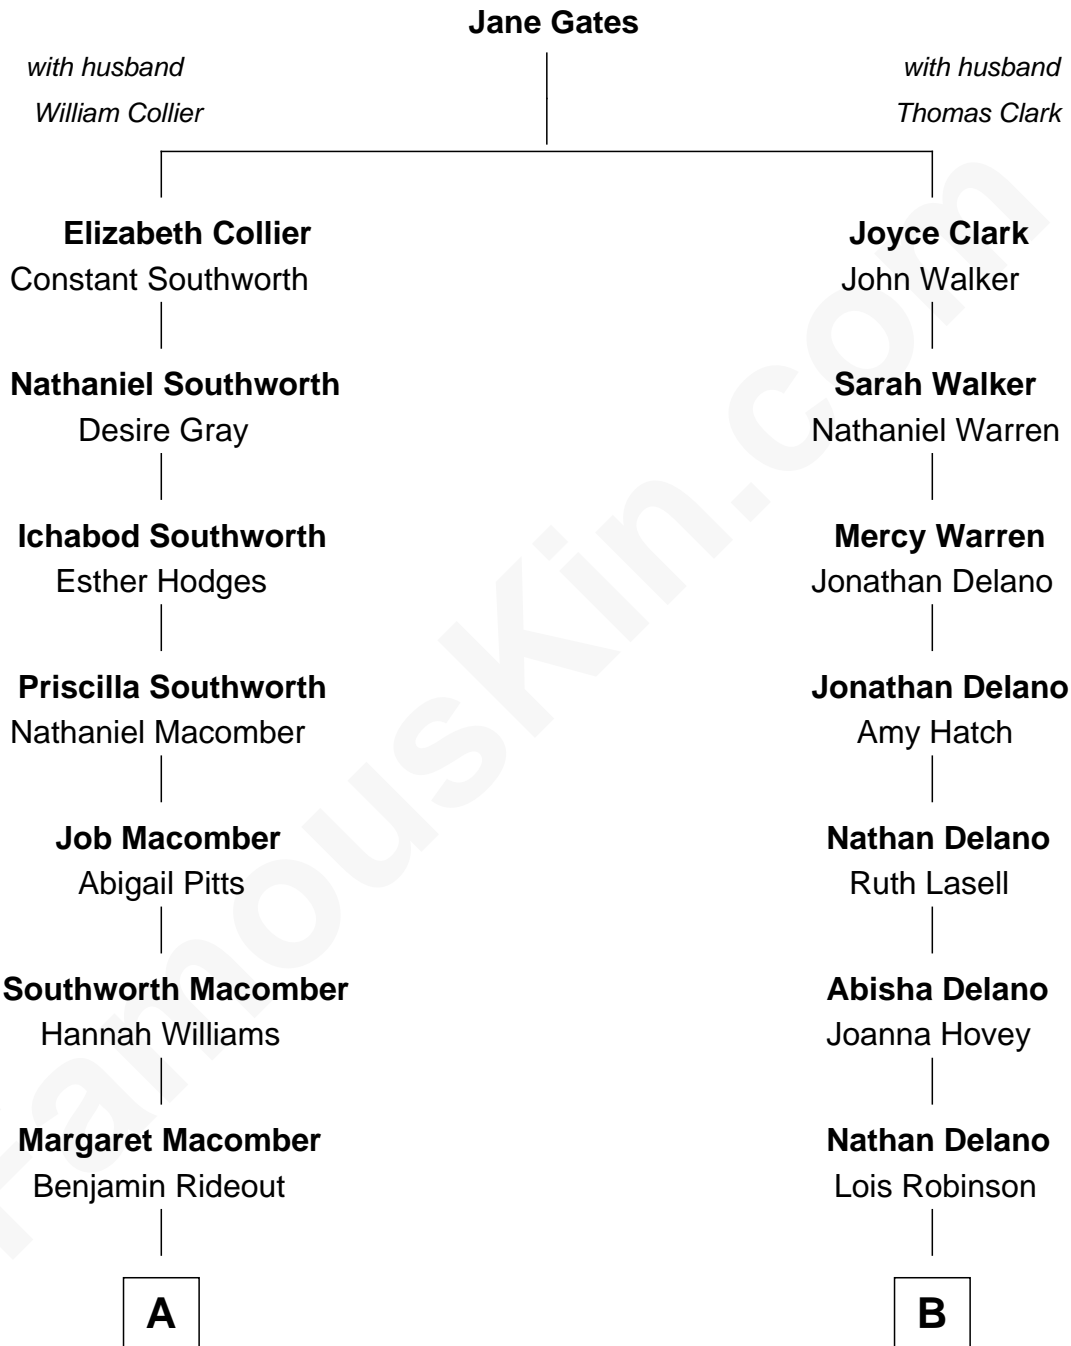 Jane Gates
with husband
William Collier
with husband
Thomas Clark
Elizabeth Collier
Constant Southworth
Joyce Clark
John Walker
Nathaniel Southworth
Desire Gray
Sarah Walker
Nathaniel Warren
Ichabod Southworth
Esther Hodges
Mercy Warren
Jonathan Delano
Priscilla Southworth
Nathaniel Macomber
Jonathan Delano
Amy Hatch
Job Macomber
Abigail Pitts
Nathan Delano
Ruth Lasell
Southworth Macomber
Hannah Williams
Abisha Delano
Joanna Hovey
Margaret Macomber
Benjamin Rideout
Nathan Delano
Lois Robinson
A
B
FamousKin.com